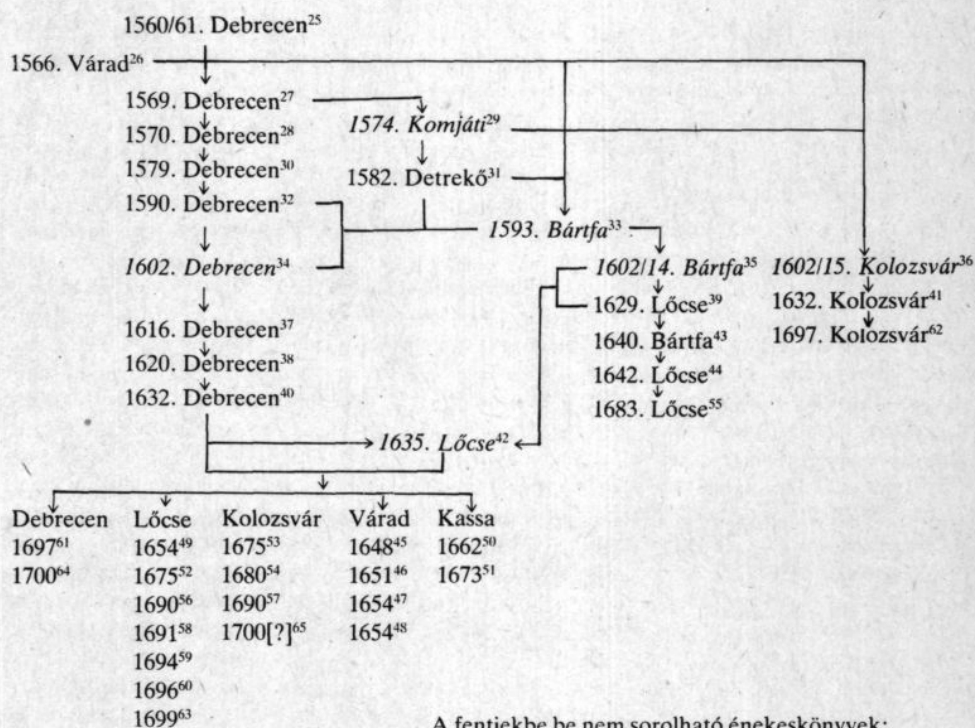 1560/61. Debrecen²⁵
1566. Várad²⁶
1569. Debrecen²⁷
1574. Komjáti²⁹
1570. Debrecen²⁸
1579. Debrecen³⁰
1582. Detrekő³¹
1590. Debrecen³²
1593. Bártfa³³
1602. Debrecen³⁴
1602/14. Bártfa³⁵
1602/15. Kolozsvár³⁶
1629. Lőcse³⁹
1632. Kolozsvár⁴¹
1616. Debrecen³⁷
1640. Bártfa⁴³
1697. Kolozsvár⁶²
1620. Debrecen³⁸
1642. Lőcse⁴⁴
1632. Debrecen⁴⁰
1683. Lőcse⁵⁵
1635. Lőcse⁴²
Debrecen Lőcse Kolozsvár Várad Kassa
1697⁶¹ 1654⁴⁹ 1675⁵³ 1648⁴⁵ 1662⁵⁰
1700⁶⁴ 1675⁵² 1680⁵⁴ 1651⁴⁶ 1673⁵¹
1690⁵⁶ 1690⁵⁷ 1654⁴⁷
1691⁵⁸ 1700[?]⁶⁵ 1654⁴⁸
1694⁵⁹
1696⁶⁰
1699⁶³
A fentiekbe be nem sorolható énekeskönyvek: